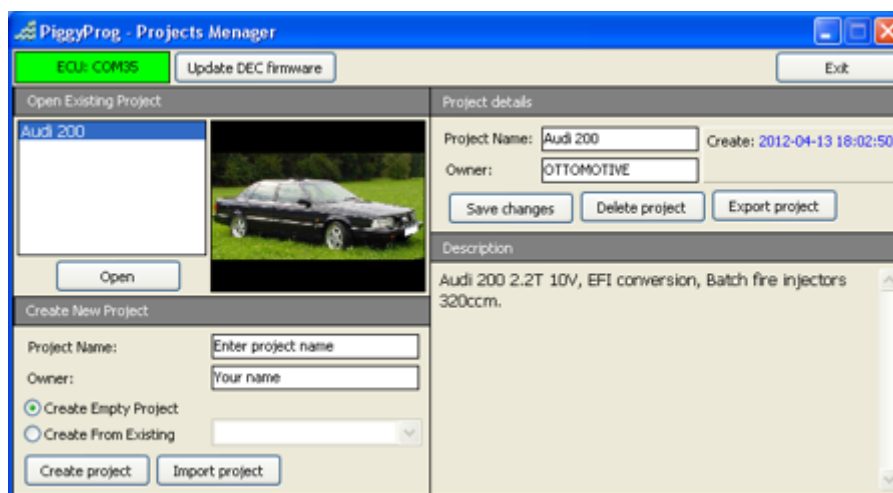 PiggyProg - Projects Menager
ECU: COM35
Update DEC firmware
Exit
Open Existing Project
Audi 200
Open
Create New Project
Project Name:
Enter project name
Owner:
Your name
Create Empty Project
Create From Existing
Create project
Import project
Project details
Project Name:
Audi 200
Create: 2012-04-13 18:02:50
Owner:
OTTOMOTIVE
Save changes
Delete project
Export project
Description
Audi 200 2.2T 10V, EFI conversion, Batch fire injectors
320ccm.